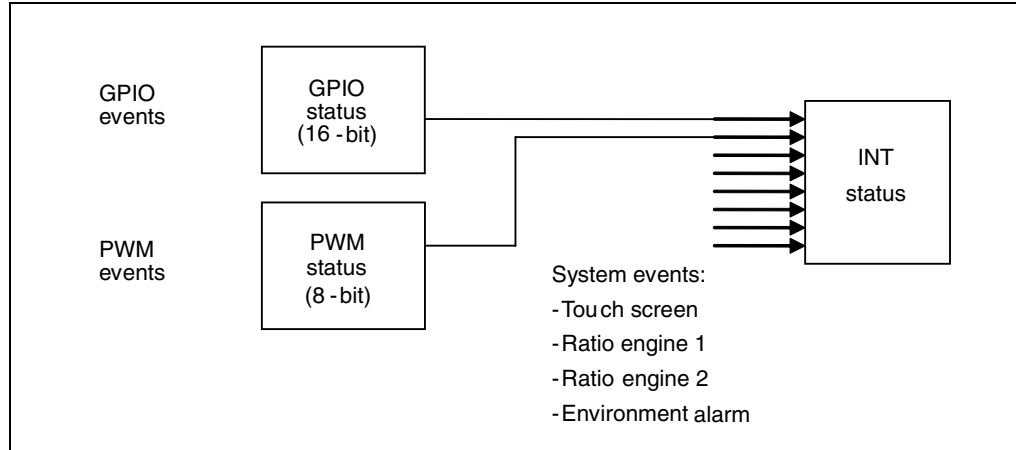 GPIO
events
GPIO
status
(16 -bit)
INT
status
PWM
events
PWM
status
(8 -bit)
System events:
-Touch screen
-Ratio engine 1
-Ratio engine 2
-Environment alarm